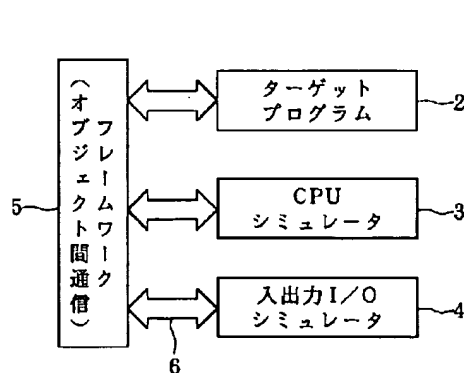 フレームワーク
（オブジェクト間通信）
5
ターゲット
プログラム
2
CPU
シミュレータ
3
入出力I/O
シミュレータ
4
6